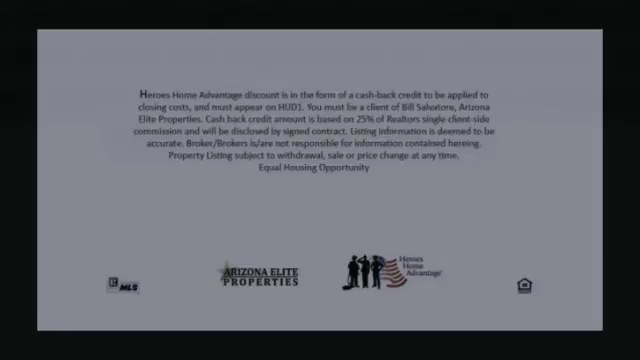 Heroes Home Advantage discount is in the form of a cash-back credit to be applied to
closing costs, and must appear on HUD1. You must be a client of Bill Salvatore, Arizona
Elite Properties. Cash back credit amount is based on 25% of Realtors single client-side
commission and will be disclosed by signed contract. Listing information is deemed to be
accurate. Broker/Brokers is/are not responsible for information contained hereing.
Property Listing subject to withdrawal, sale or price change at any time.
Equal Housing Opportunity
MLS
ARIZONA ELITE
PROPERTIES
Heroes
Home
Advantage